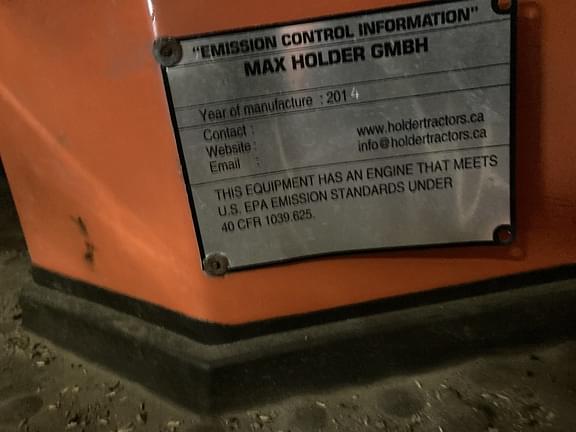 "EMISSION CONTROL INFORMATION"
MAX HOLDER GMBH
Year of manufacture : 2014
Contact :
Website : www.holdertractors.ca
Email : info@holdertractors.ca
THIS EQUIPMENT HAS AN ENGINE THAT MEETS
U.S. EPA EMISSION STANDARDS UNDER
40 CFR 1039.625.